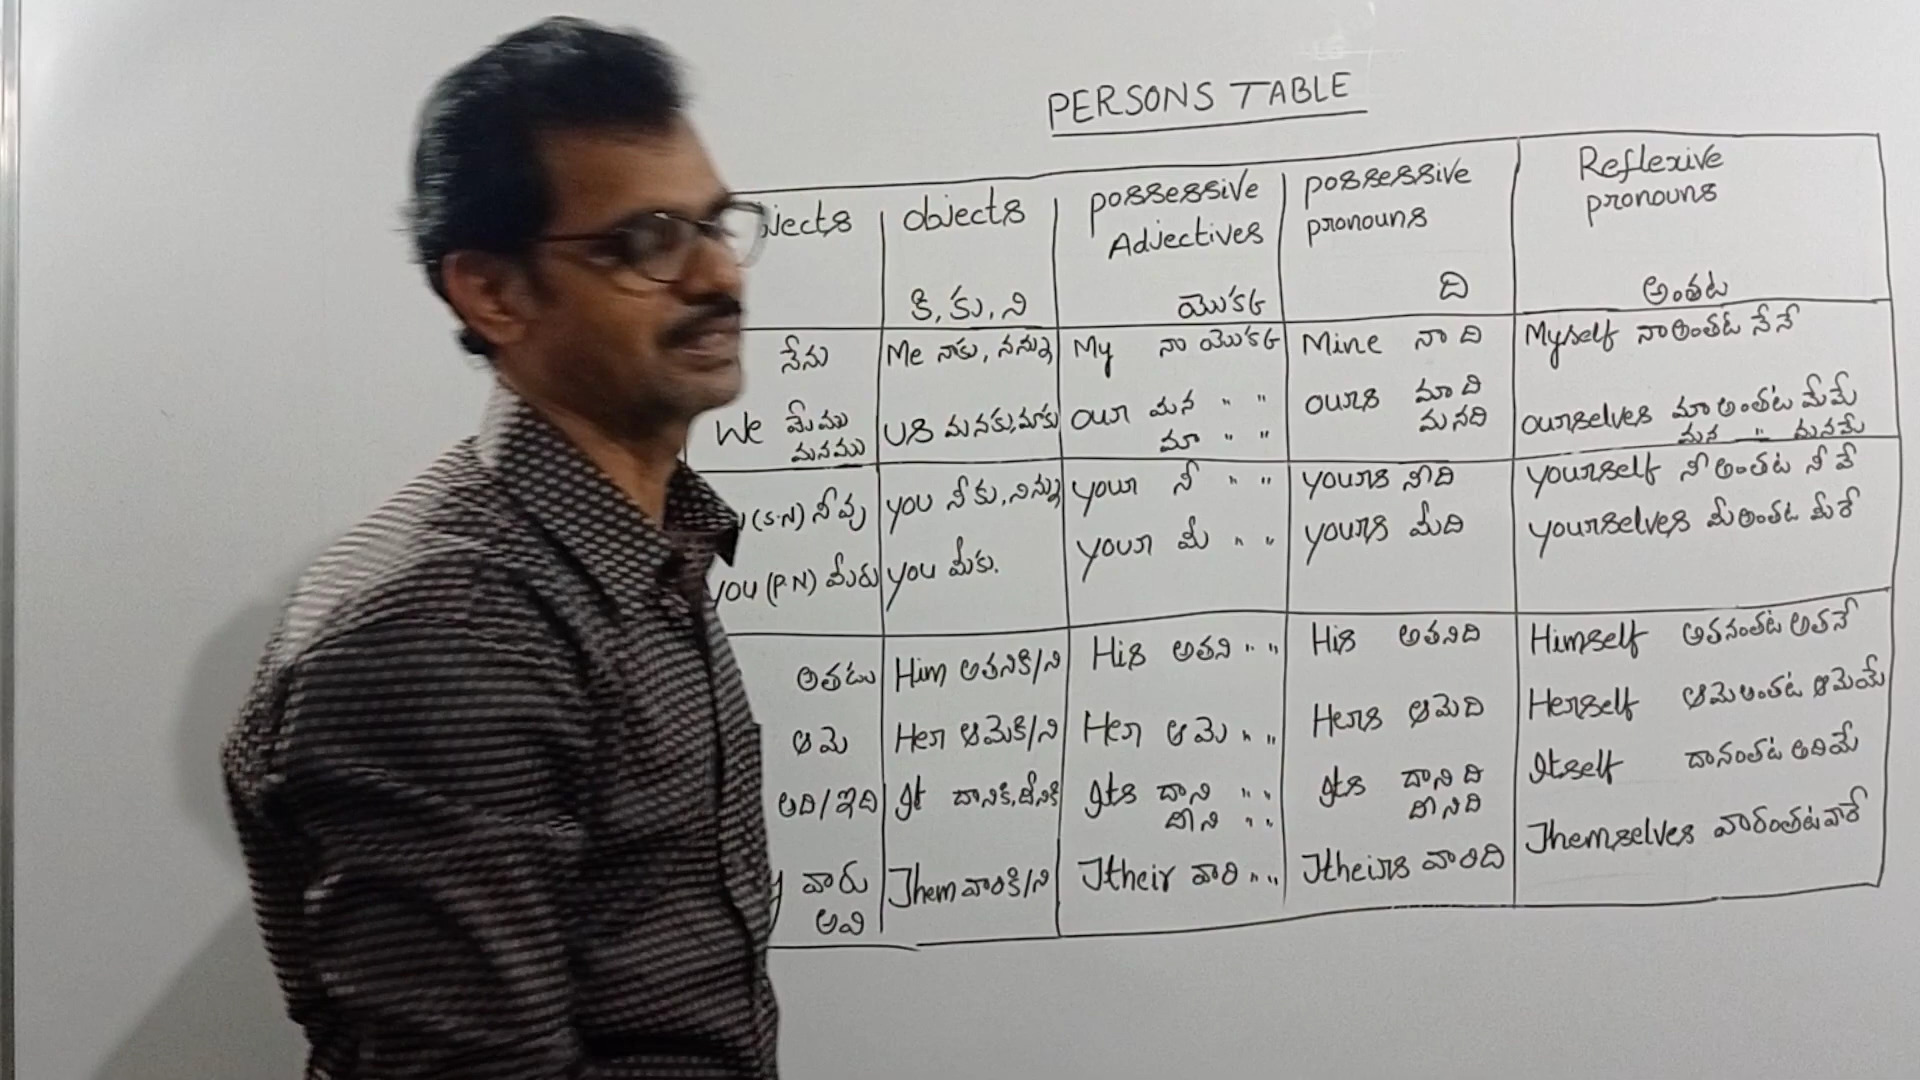 PERSONS TABLE
objects possessive Adjectives possessive pronouns Reflexive pronouns
కి, కు, ని యొక్క ది అంతట
నేను Me నాకు, నన్ను My నా యొక్క Mine నా ది Myself నా అంతట నేనే
We మేము మనము us మనకు, మాకు our మన " " మా " " ours మా ది మనది ourselves మా అంతట మేమే మన " మనమే
(S.N) నీవు you నీకు, నిన్ను your నీ " " yours నీది yourself నీ అంతట నీ వే
you (P.N) మీరు you మీకు. your మీ " " yours మీది yourselves మీ అంతట మీరే
అతడు Him అతనికి/ని His అతని " " His అతనిది Himself అతనంతట అతనే
ఆమె Her ఆమెకి/ని Her ఆమె " " Hers ఆమెది Herself ఆమె అంతట ఆమెయే
అది/ఇది It దానికి, దీనికి Its దాని " " దీని " " Its దాని ది దీనిది Itself దానంతట అదియే
వారు అవి Them వారికి/ని Ttheir వారి " " Ttheirs వారిది Themselves వారంతట వారే